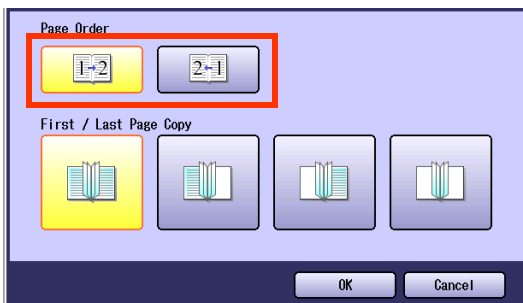 Page Order
1→2
2←1
First / Last Page Copy
OK
Cancel